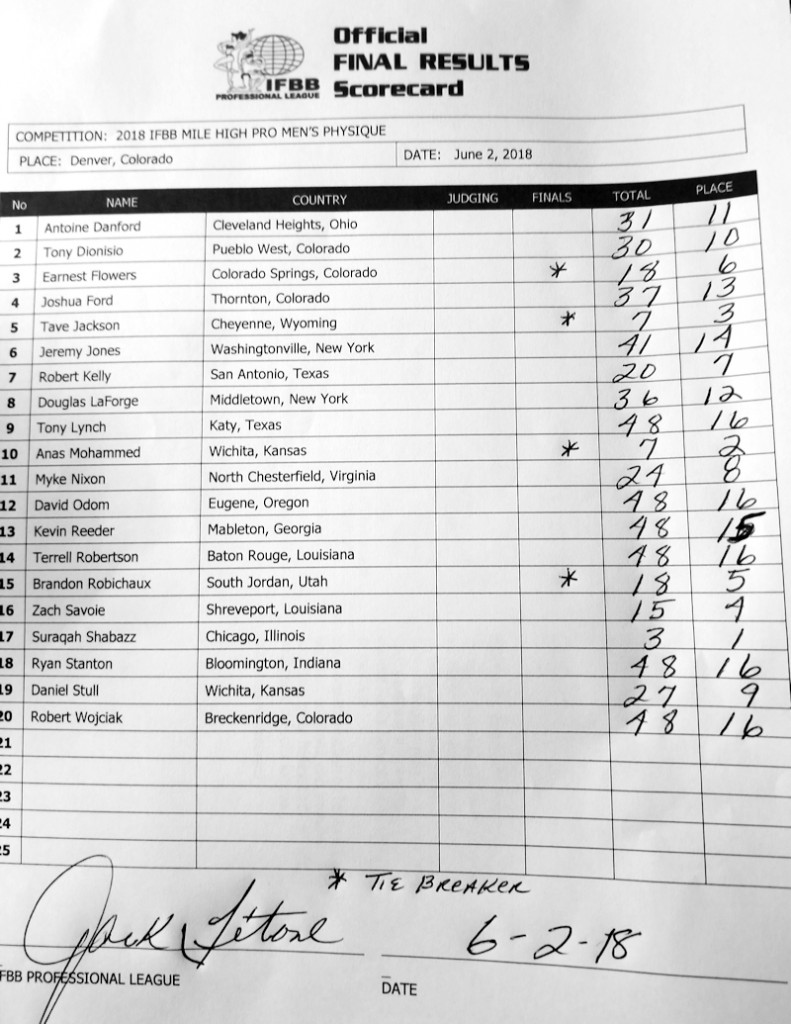 Official
FINAL RESULTS
Scorecard
IFBB
PROFESSIONAL LEAGUE
COMPETITION: 2018 IFBB MILE HIGH PRO MEN'S PHYSIQUE
PLACE: Denver, Colorado DATE: June 2, 2018
No NAME COUNTRY JUDGING FINALS TOTAL PLACE
1 Antoine Danford Cleveland Heights, Ohio 31 11
2 Tony Dionisio Pueblo West, Colorado 30 10
3 Earnest Flowers Colorado Springs, Colorado * 18 6
4 Joshua Ford Thornton, Colorado 37 13
5 Tave Jackson Cheyenne, Wyoming * 7 3
6 Jeremy Jones Washingtonville, New York 41 14
7 Robert Kelly San Antonio, Texas 20 7
8 Douglas LaForge Middletown, New York 36 12
9 Tony Lynch Katy, Texas 48 16
10 Anas Mohammed Wichita, Kansas * 7 2
11 Myke Nixon North Chesterfield, Virginia 24 8
12 David Odom Eugene, Oregon 48 16
13 Kevin Reeder Mableton, Georgia 48 15
14 Terrell Robertson Baton Rouge, Louisiana 48 16
15 Brandon Robichaux South Jordan, Utah * 18 5
16 Zach Savoie Shreveport, Louisiana 15 4
17 Suraqah Shabazz Chicago, Illinois 3 1
18 Ryan Stanton Bloomington, Indiana 48 16
19 Daniel Stull Wichita, Kansas 27 9
20 Robert Wojciak Breckenridge, Colorado 48 16
21
22
23
24
25
* TIE BREAKER
Jack 6-2-18
FBB PROFESSIONAL LEAGUE DATE